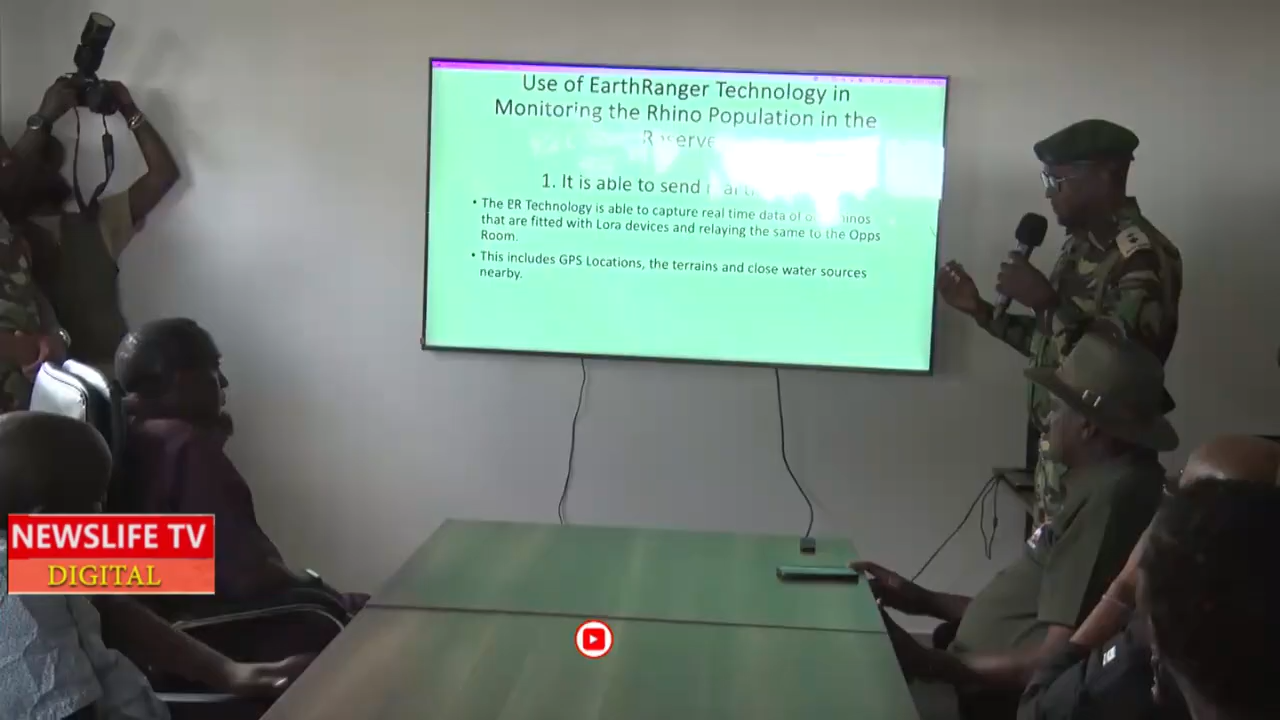 Use of EarthRanger Technology in
Monitoring the Rhino Population in the
1. It is able to send
• The ER Technology is able to capture real time data of
that are fitted with Lora devices and relaying the same to the Opps
Room.
• This includes GPS Locations, the terrains and close water sources
nearby.
NEWSLIFE TV
DIGITAL